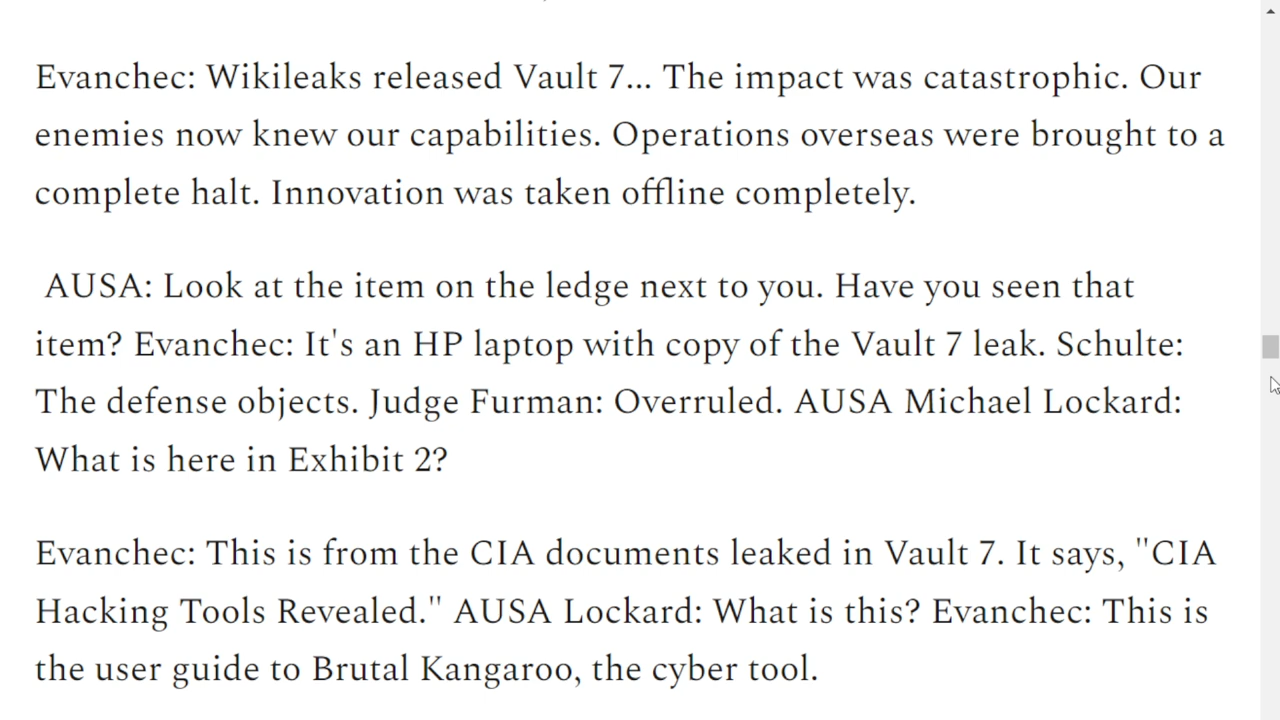 Evanchec: Wikileaks released Vault 7... The impact was catastrophic. Our
enemies now knew our capabilities. Operations overseas were brought to a
complete halt. Innovation was taken offline completely.
AUSA: Look at the item on the ledge next to you. Have you seen that
item? Evanchec: It's an HP laptop with copy of the Vault 7 leak. Schulte:
The defense objects. Judge Furman: Overruled. AUSA Michael Lockard:
What is here in Exhibit 2?
Evanchec: This is from the CIA documents leaked in Vault 7. It says, "CIA
Hacking Tools Revealed." AUSA Lockard: What is this? Evanchec: This is
the user guide to Brutal Kangaroo, the cyber tool.